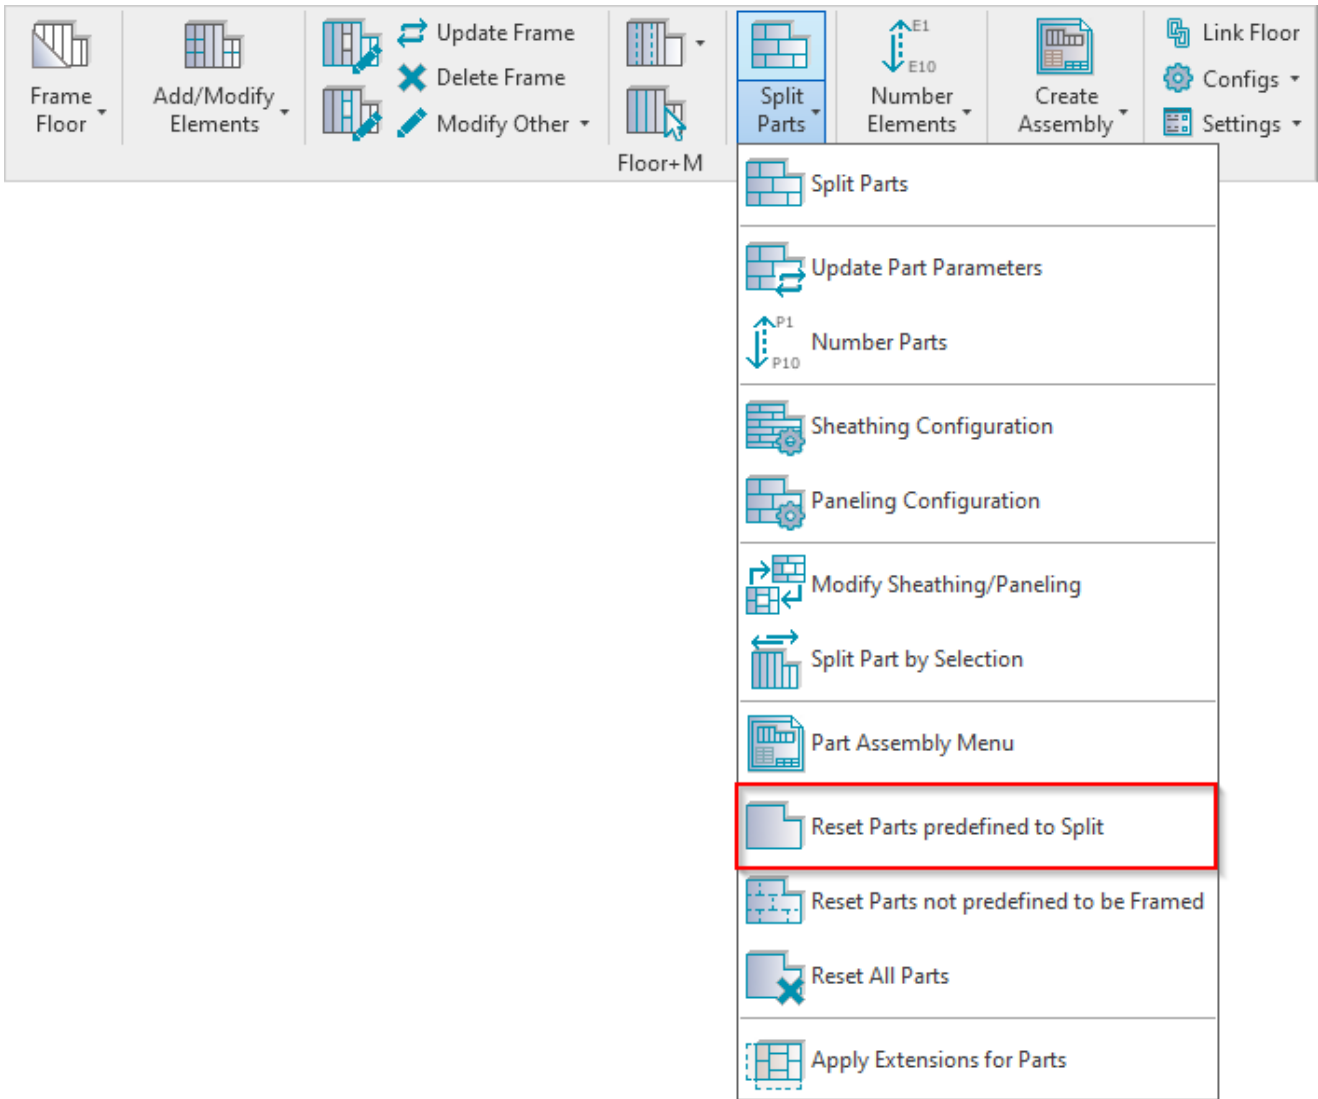 Frame
Floor
Add/Modify
Elements
Update Frame
Delete Frame
Modify Other
Floor+M
Split
Parts
E1
E10
Number
Elements
Create
Assembly
Link Floor
Configs
Settings
Split Parts
Update Part Parameters
P1
P10
Number Parts
Sheathing Configuration
Paneling Configuration
Modify Sheathing/Paneling
Split Part by Selection
Part Assembly Menu
Reset Parts predefined to Split
Reset Parts not predefined to be Framed
Reset All Parts
Apply Extensions for Parts